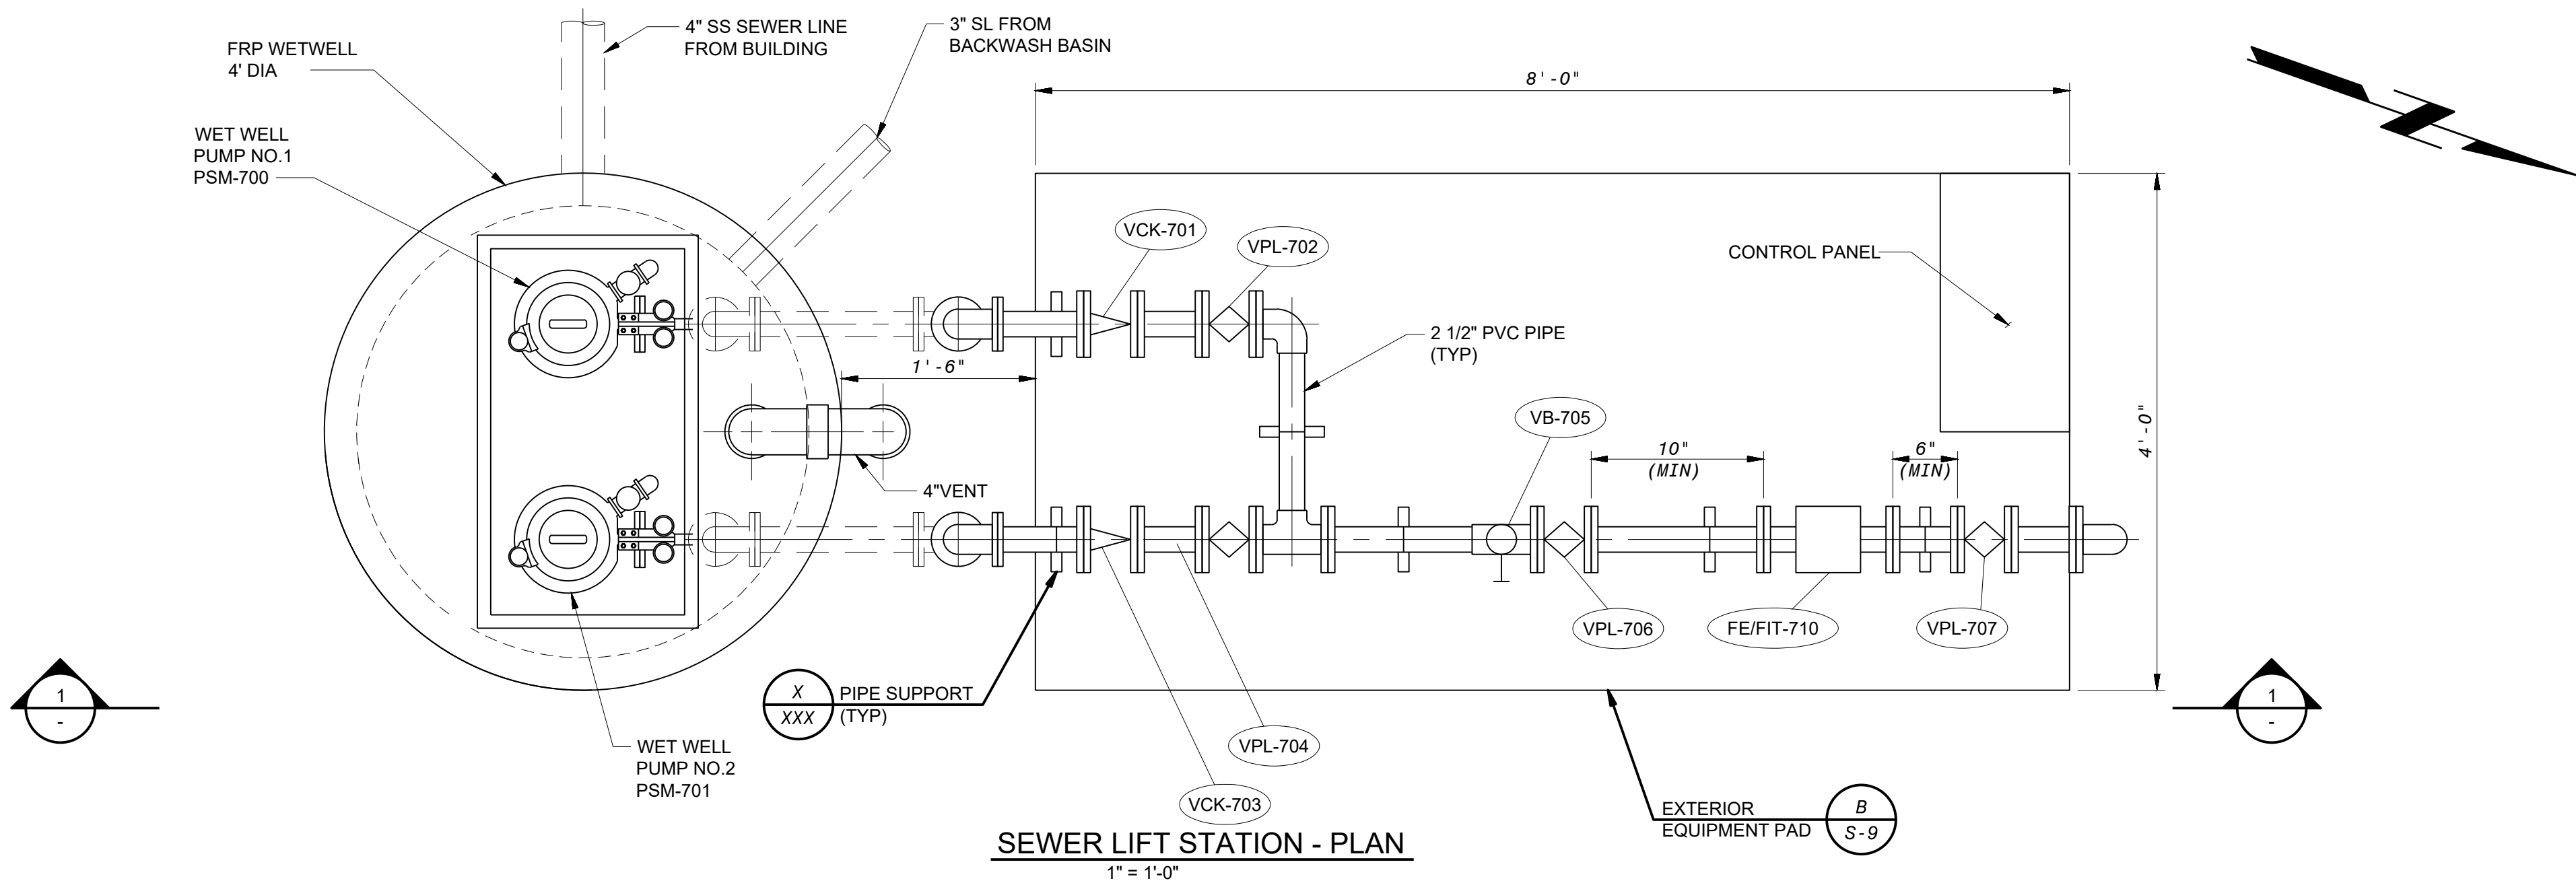 4" SS SEWER LINE
FROM BUILDING
3" SL FROM
BACKWASH BASIN
FRP WETWELL
4' DIA
8'-0"
WET WELL
PUMP NO.1
PSM-700
VCK-701
VPL-702
CONTROL PANEL
2 1/2" PVC PIPE
(TYP)
1'-6"
VB-705
4'-0"
10"
(MIN)
6"
(MIN)
4"VENT
VPL-706
FE/FIT-710
VPL-707
1
-
X
XXX
PIPE SUPPORT
(TYP)
1
-
VPL-704
WET WELL
PUMP NO.2
PSM-701
VCK-703
EXTERIOR
EQUIPMENT PAD
B
S-9
SEWER LIFT STATION - PLAN
1" = 1'-0"